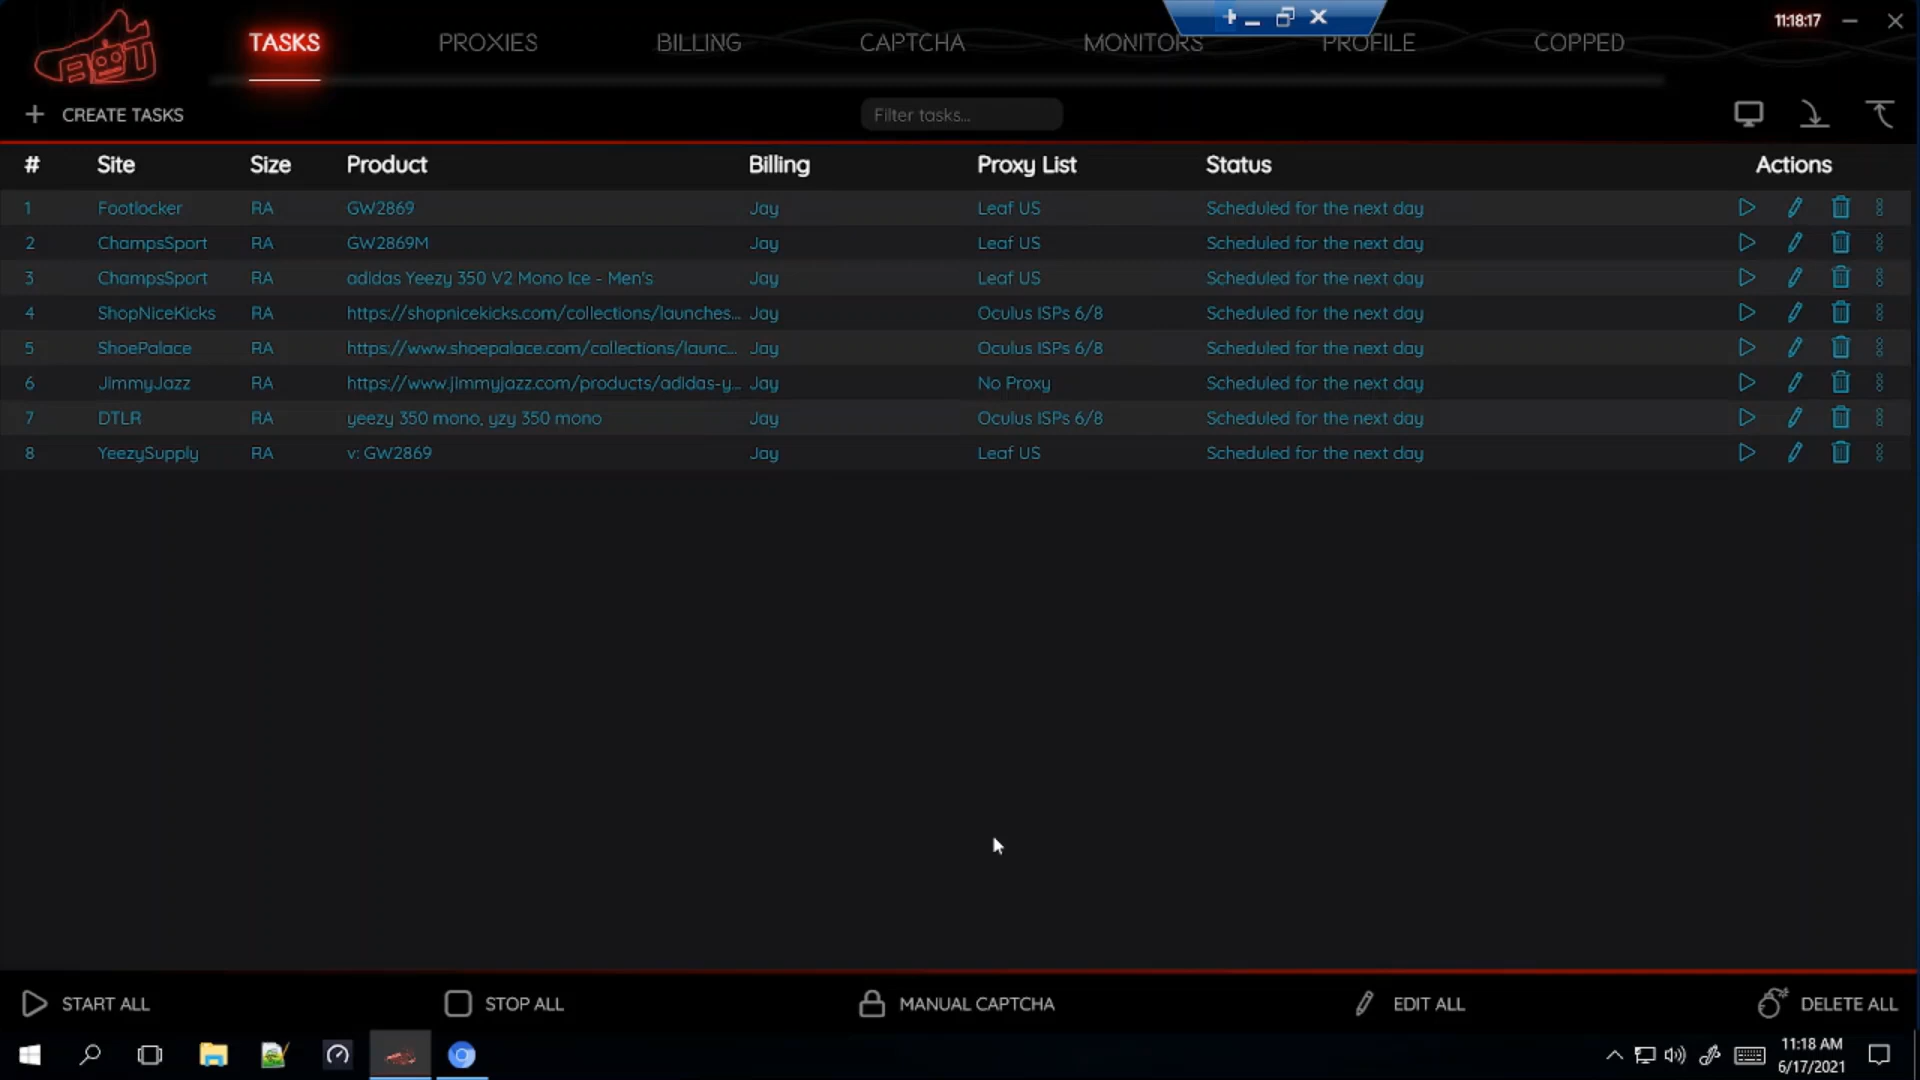 TASKS PROXIES BILLING CAPTCHA MONITORS PROFILE COPPED 11:18:17
CREATE TASKS Filter tasks...
# Site Size Product Billing Proxy List Status Actions
1 Footlocker RA GW2869 Jay Leaf US Scheduled for the next day
2 ChampsSport RA GW2869M Jay Leaf US Scheduled for the next day
3 ChampsSport RA adidas Yeezy 350 V2 Mono Ice - Men's Jay Leaf US Scheduled for the next day
4 ShopNiceKicks RA https://shopnicekicks.com/collections/launches... Jay Oculus ISPs 6/8 Scheduled for the next day
5 ShoePalace RA https://www.shoepalace.com/collections/launc... Jay Oculus ISPs 6/8 Scheduled for the next day
6 JimmyJazz RA https://www.jimmyjazz.com/products/adidas-y... Jay No Proxy Scheduled for the next day
7 DTLR RA yeezy 350 mono, yzy 350 mono Jay Oculus ISPs 6/8 Scheduled for the next day
8 YeezySupply RA v: GW2869 Jay Leaf US Scheduled for the next day
START ALL STOP ALL MANUAL CAPTCHA EDIT ALL DELETE ALL
11:18 AM
6/17/2021